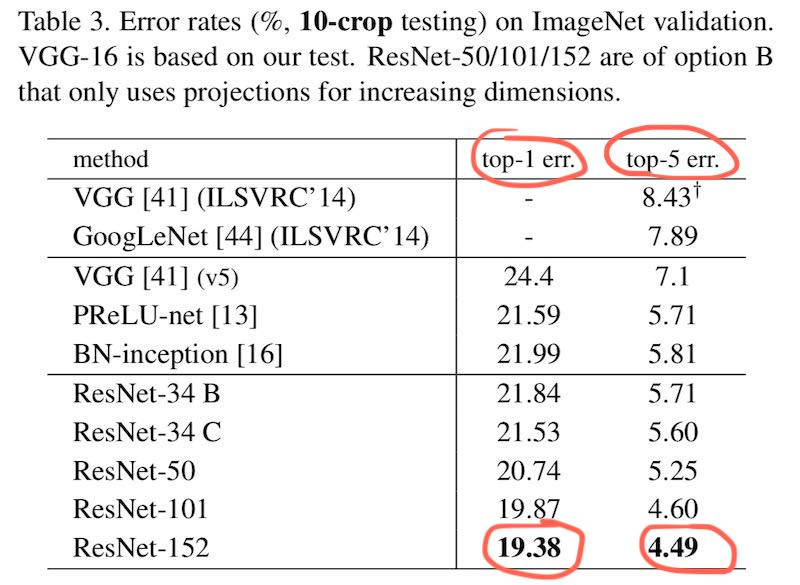 Table 3. Error rates (%, 10-crop testing) on ImageNet validation.
VGG-16 is based on our test. ResNet-50/101/152 are of option B
that only uses projections for increasing dimensions.
method top-1 err. top-5 err.
VGG [41] (ILSVRC’14) - 8.43†
GoogLeNet [44] (ILSVRC’14) - 7.89
VGG [41] (v5) 24.4 7.1
PReLU-net [13] 21.59 5.71
BN-inception [16] 21.99 5.81
ResNet-34 B 21.84 5.71
ResNet-34 C 21.53 5.60
ResNet-50 20.74 5.25
ResNet-101 19.87 4.60
ResNet-152 19.38 4.49